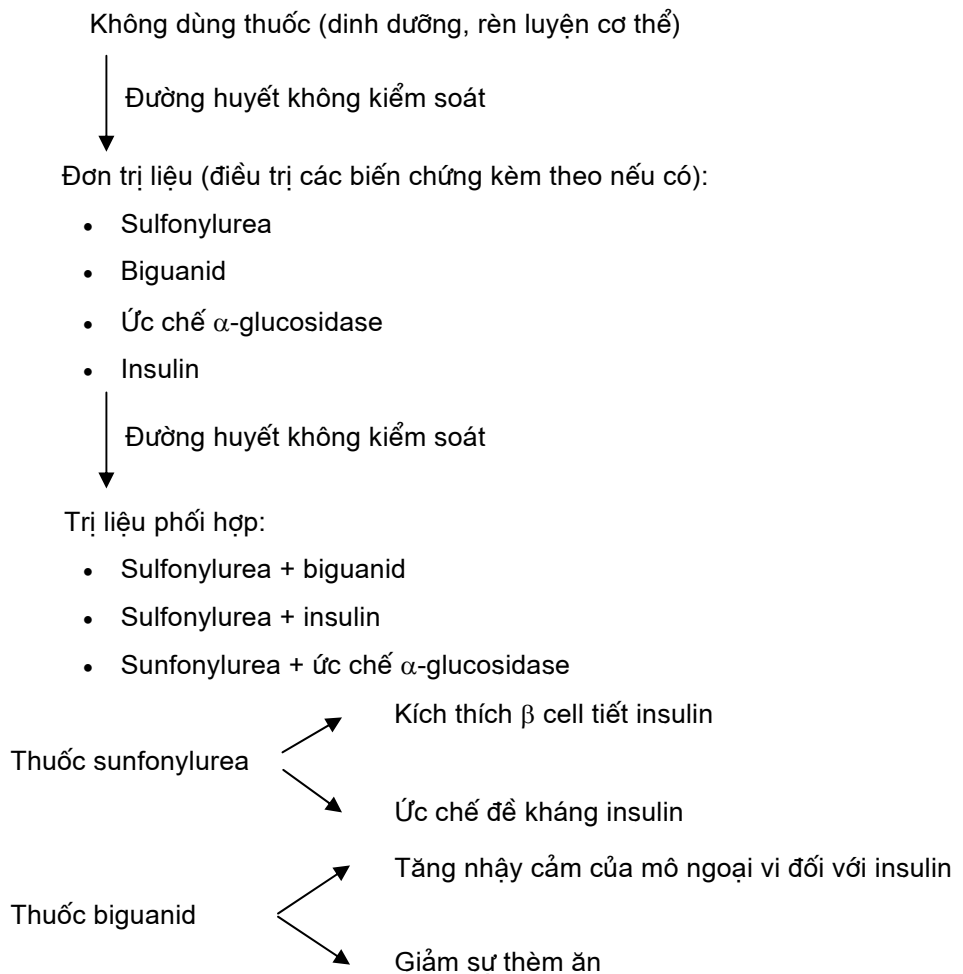 Không dùng thuốc (dinh dưỡng, rèn luyện cơ thể)
Đường huyết không kiểm soát
Đơn trị liệu (điều trị các biến chứng kèm theo nếu có):
• Sulfonylurea
• Biguanid
• Ức chế α-glucosidase
• Insulin
Đường huyết không kiểm soát
Trị liệu phối hợp:
• Sulfonylurea + biguanid
• Sulfonylurea + insulin
• Sunfonylurea + ức chế α-glucosidase
Kích thích β cell tiết insulin
Thuốc sunfonylurea
Ức chế đề kháng insulin
Tăng nhậy cảm của mô ngoại vi đối với insulin
Thuốc biguanid
Giảm sự thèm ăn